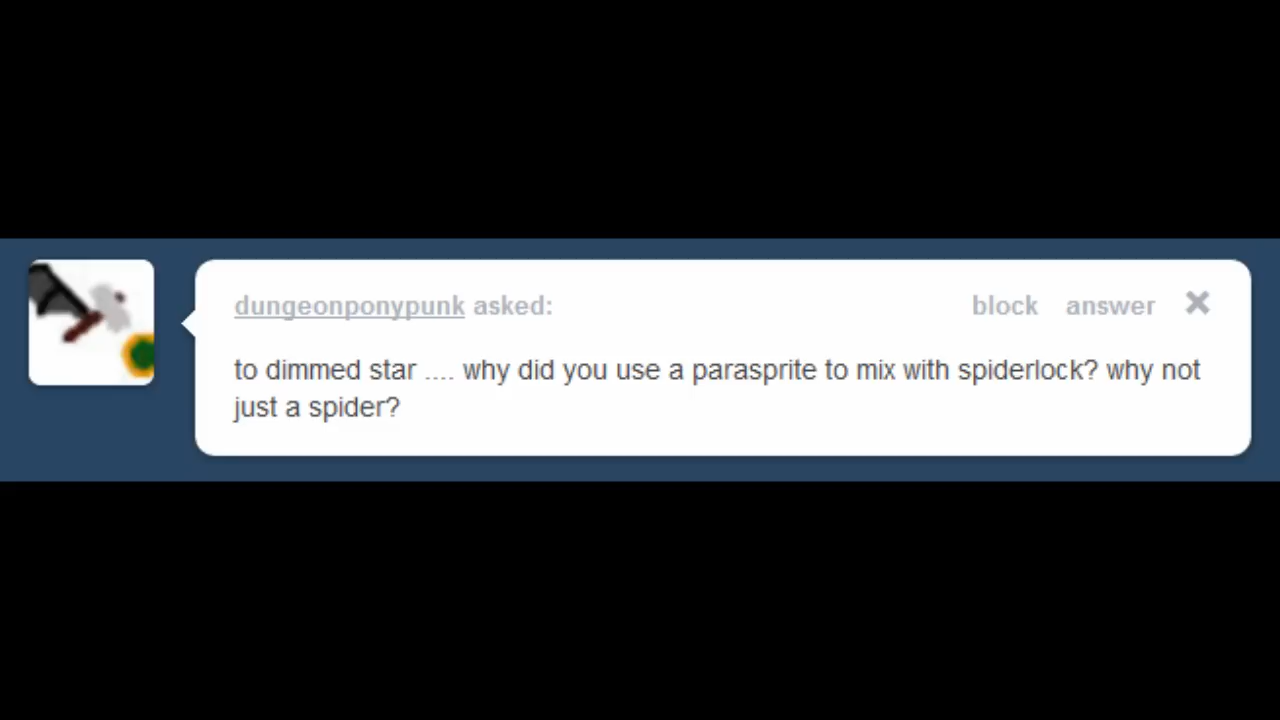 dungeonponypunk asked: block answer ×
to dimmed star .... why did you use a parasprite to mix with spiderlock? why not
just a spider?